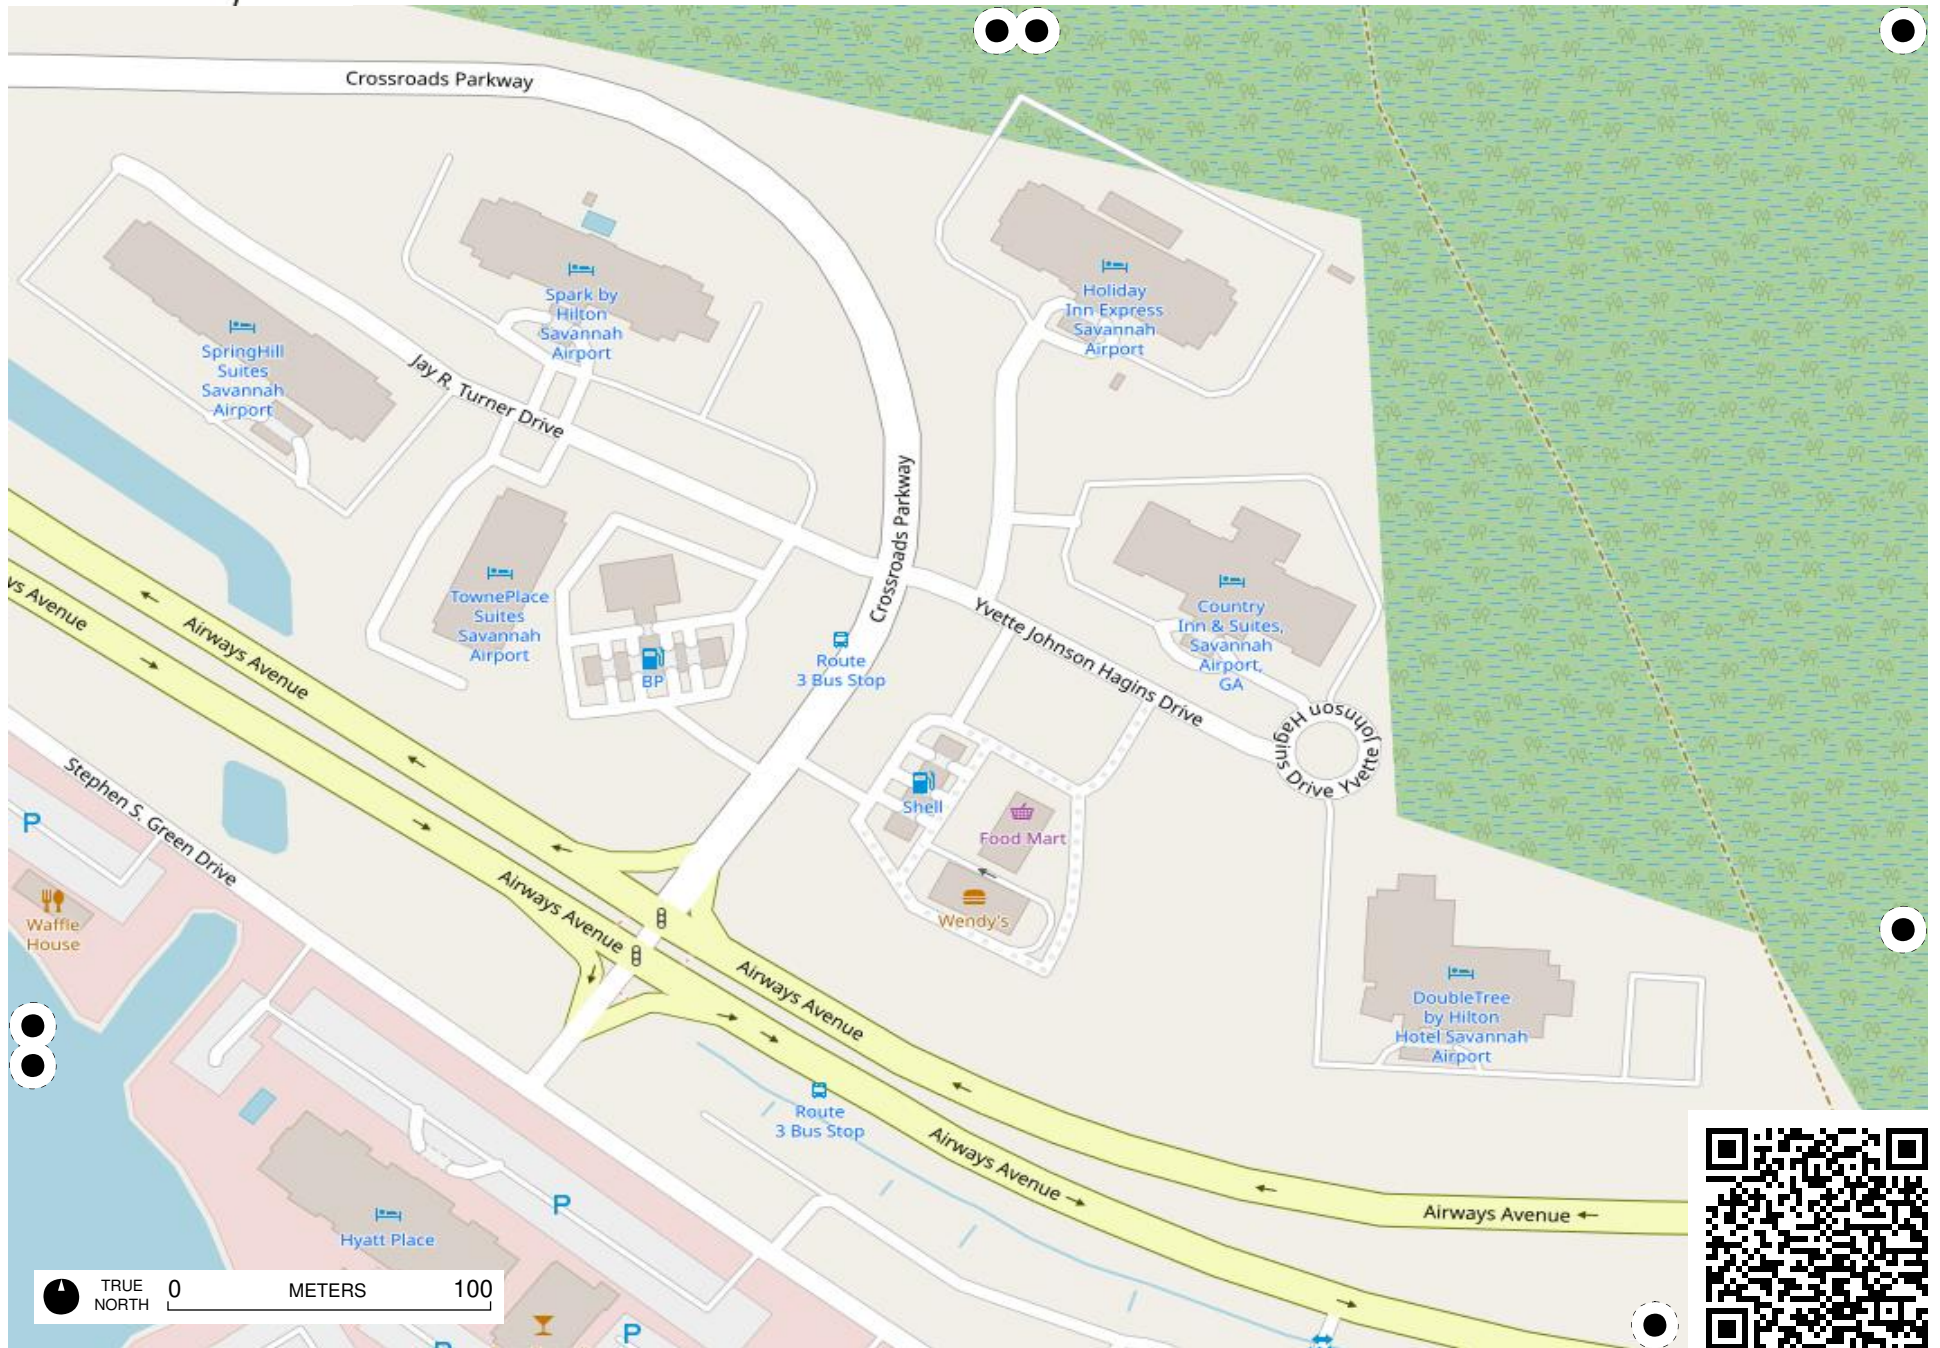 Crossroads Parkway
Spark by
Hilton
Savannah
Airport
Holiday
Inn Express
Savannah
Airport
SpringHill
Suites
Savannah
Airport
Jay R. Turner Drive
Crossroads Parkway
TownePlace
Suites
Savannah
Airport
BP
Route
3 Bus Stop
Yvette Johnson Hagins Drive
Country
Inn & Suites,
Savannah
Airport,
GA
Yvette Johnson Hagins Drive
ys Avenue
Airways Avenue
Stephen S. Green Drive
P
Shell
Food Mart
Wendy's
Waffle
House
Airways Avenue
Airways Avenue
DoubleTree
by Hilton
Hotel Savannah
Airport
Route
3 Bus Stop
Airways Avenue
Airways Avenue
P
Hyatt Place
P
P
TRUE
NORTH
0 METERS 100